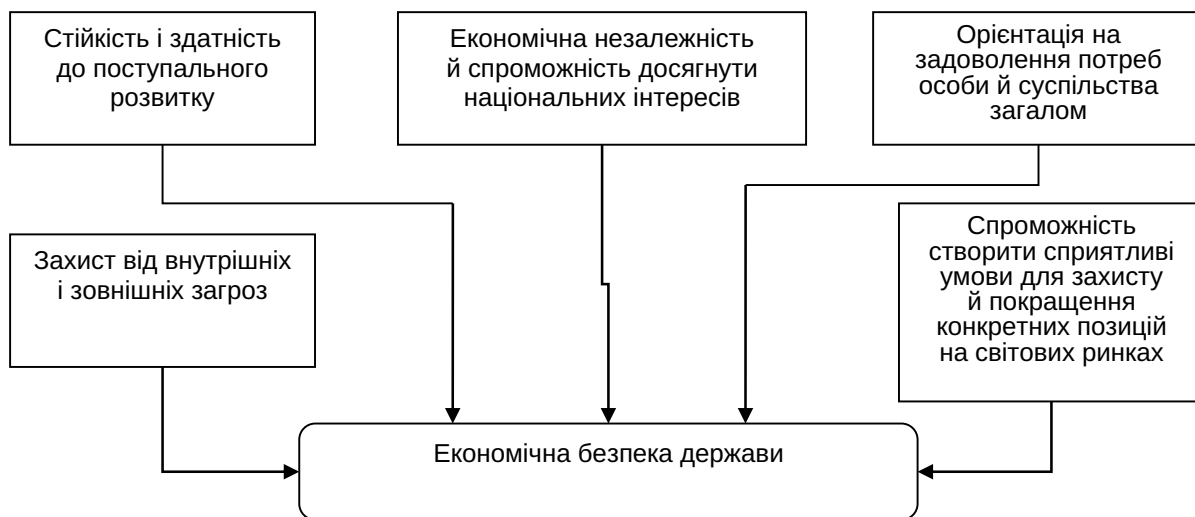 Стійкість і здатність
до поступального
розвитку
Економічна незалежність
й спроможність досягнути
національних інтересів
Орієнтація на
задоволення потреб
особи й суспільства
загалом
Захист від внутрішніх
і зовнішніх загроз
Спроможність
створити сприятливі
умови для захисту
й покращення
конкретних позицій
на світових ринках
Економічна безпека держави